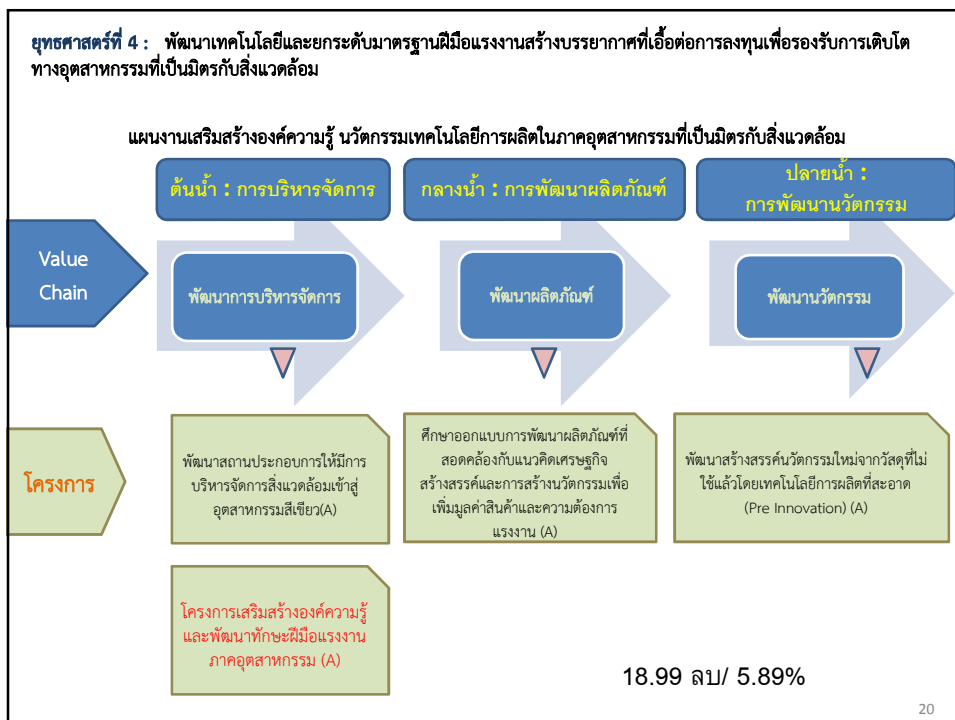 ยุทธศาสตร์ที่ 4 : พัฒนาเทคโนโลยีและยกระดับมาตรฐานฝีมือแรงงานสร้างบรรยากาศที่เอื้อต่อการลงทุนเพื่อรองรับการเติบโต
ทางอุตสาหกรรมที่เป็นมิตรกับสิ่งแวดล้อม
แผนงานเสริมสร้างองค์ความรู้ นวัตกรรมเทคโนโลยีการผลิตในภาคอุตสาหกรรมที่เป็นมิตรกับสิ่งแวดล้อม
ต้นน้ำ : การบริหารจัดการ
กลางน้ำ : การพัฒนาผลิตภัณฑ์
ปลายน้ำ :
การพัฒนานวัตกรรม
Value
Chain
พัฒนาการบริหารจัดการ
พัฒนาผลิตภัณฑ์
พัฒนานวัตกรรม
โครงการ
พัฒนาสถานประกอบการให้มีการ
บริหารจัดการสิ่งแวดล้อมเข้าสู่
อุตสาหกรรมสีเขียว(A)
ศึกษาออกแบบการพัฒนาผลิตภัณฑ์ที่
สอดคล้องกับแนวคิดเศรษฐกิจ
สร้างสรรค์และการสร้างนวัตกรรมเพื่อ
เพิ่มมูลค่าสินค้าและความต้องการ
แรงงาน (A)
พัฒนาสร้างสรรค์นวัตกรรมใหม่จากวัสดุที่ไม่
ใช้แล้วโดยเทคโนโลยีการผลิตที่สะอาด
(Pre Innovation) (A)
โครงการเสริมสร้างองค์ความรู้
และพัฒนาทักษะฝีมือแรงงาน
ภาคอุตสาหกรรม (A)
18.99 ลบ/ 5.89%
20